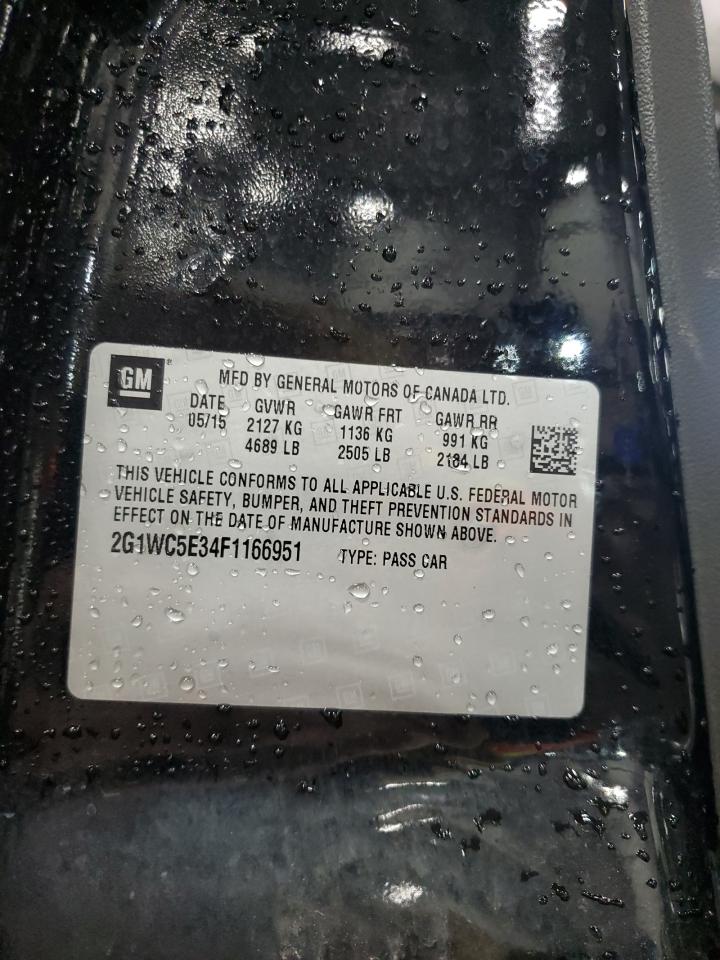 GM
MFD BY GENERAL MOTORS OF CANADA LTD.
DATE GVWR GAWR FRT GAWR RR
05/15 2127 KG 1136 KG 991 KG
4689 LB 2505 LB 2184 LB
THIS VEHICLE CONFORMS TO ALL APPLICABLE U.S. FEDERAL MOTOR
VEHICLE SAFETY, BUMPER, AND THEFT PREVENTION STANDARDS IN
EFFECT ON THE DATE OF MANUFACTURE SHOWN ABOVE.
2G1WC5E34F1166951 TYPE: PASS CAR